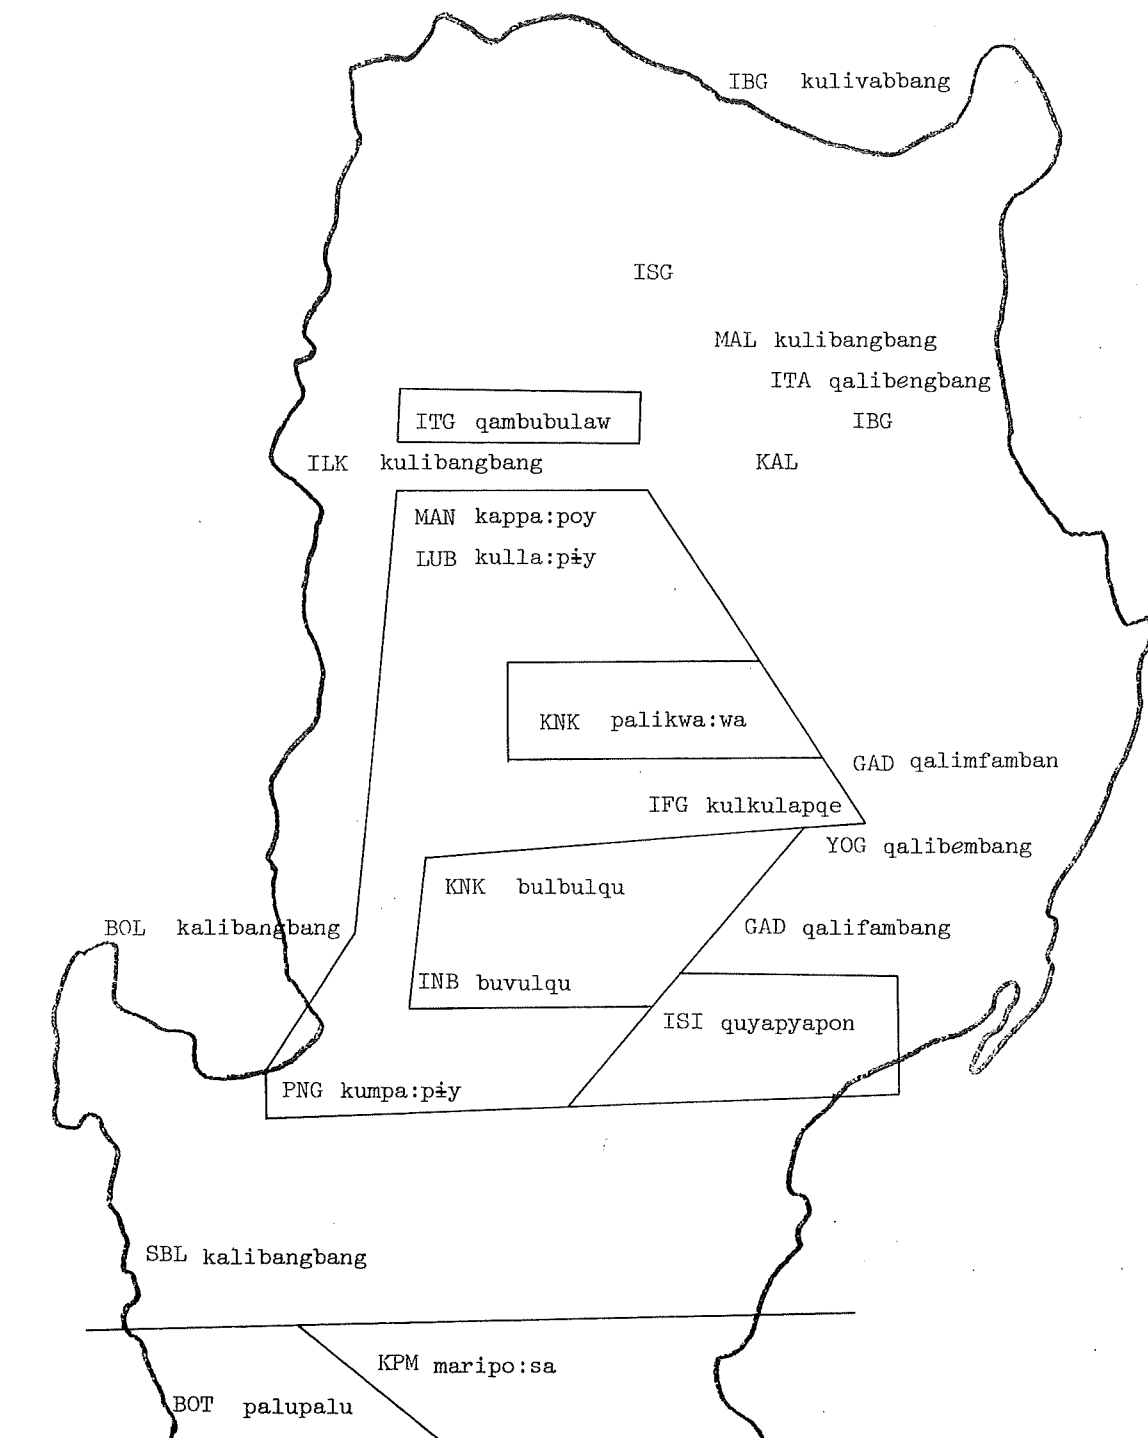 IBG kulivabbang
ISG
MAL kulibangbang
ITA qalibengbang
ITG qambubulaw
IBG
ILK kulibangbang
KAL
MAN kappa:poy
LUB kulla:pɨy
KNK palikwa:wa
GAD qalimfamban
IFG kulkulapqe
YOG qalibembang
KNK bulbulqu
BOL kalibangbang
GAD qalifambang
INB buvulqu
ISI quyapyapon
PNG kumpa:pɨy
SBL kalibangbang
KPM maripo:sa
BOT palupalu